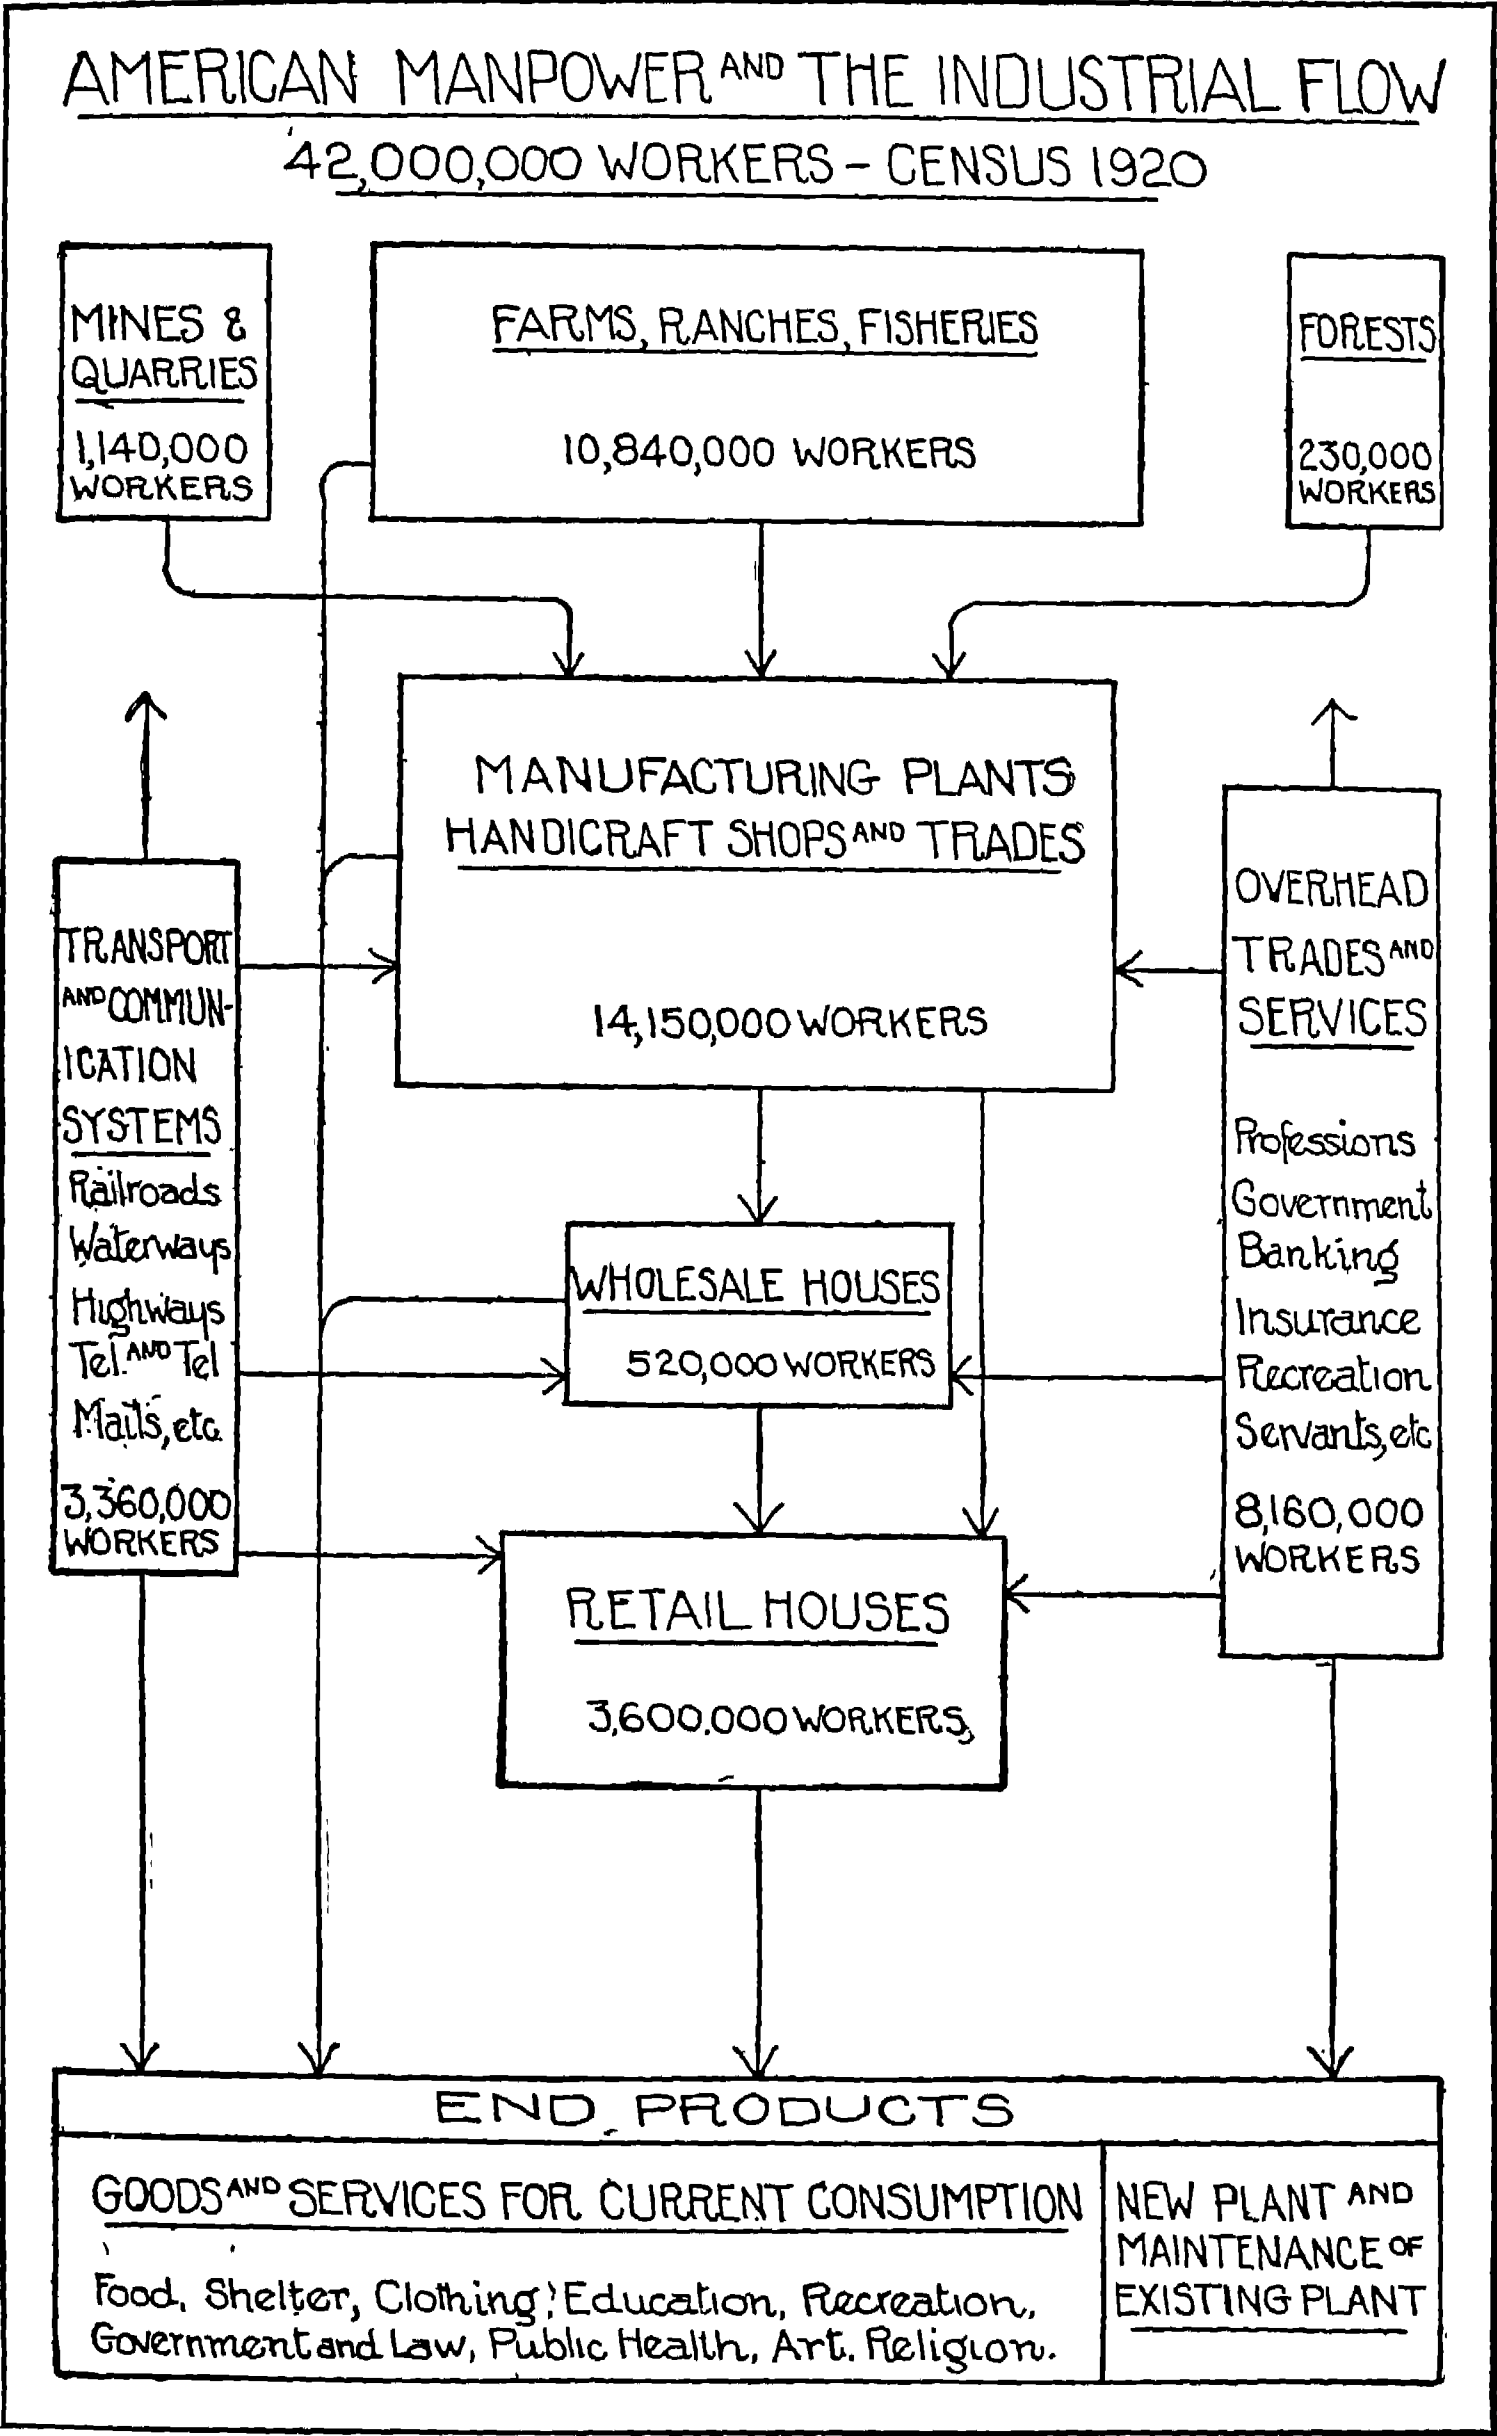 AMERICAN MANPOWER AND THE INDUSTRIAL FLOW
42,000,000 WORKERS – CENSUS 1920
MINES &
QUARRIES
1,140,000
WORKERS
FARMS, RANCHES, FISHERIES
10,840,000 WORKERS
FORESTS
230,000
WORKERS
MANUFACTURING PLANTS
HANDICRAFT SHOPS AND TRADES
14,150,000 WORKERS
TRANSPORT
AND COMMUN-
ICATION
SYSTEMS
Railroads
Waterways
Highways
Tel. AND Tel
Mails, etc.
3,360,000
WORKERS
OVERHEAD
TRADES AND
SERVICES
Professions
Government
Banking
Insurance
Recreation
Servants, etc
8,160,000
WORKERS
WHOLESALE HOUSES
520,000 WORKERS
RETAIL HOUSES
3,600.000 WORKERS
END PRODUCTS
GOODS AND SERVICES FOR CURRENT CONSUMPTION
Food, Shelter, Clothing, Education, Recreation,
Government and Law, Public Health, Art. Religion.
NEW PLANT AND
MAINTENANCE OF
EXISTING PLANT